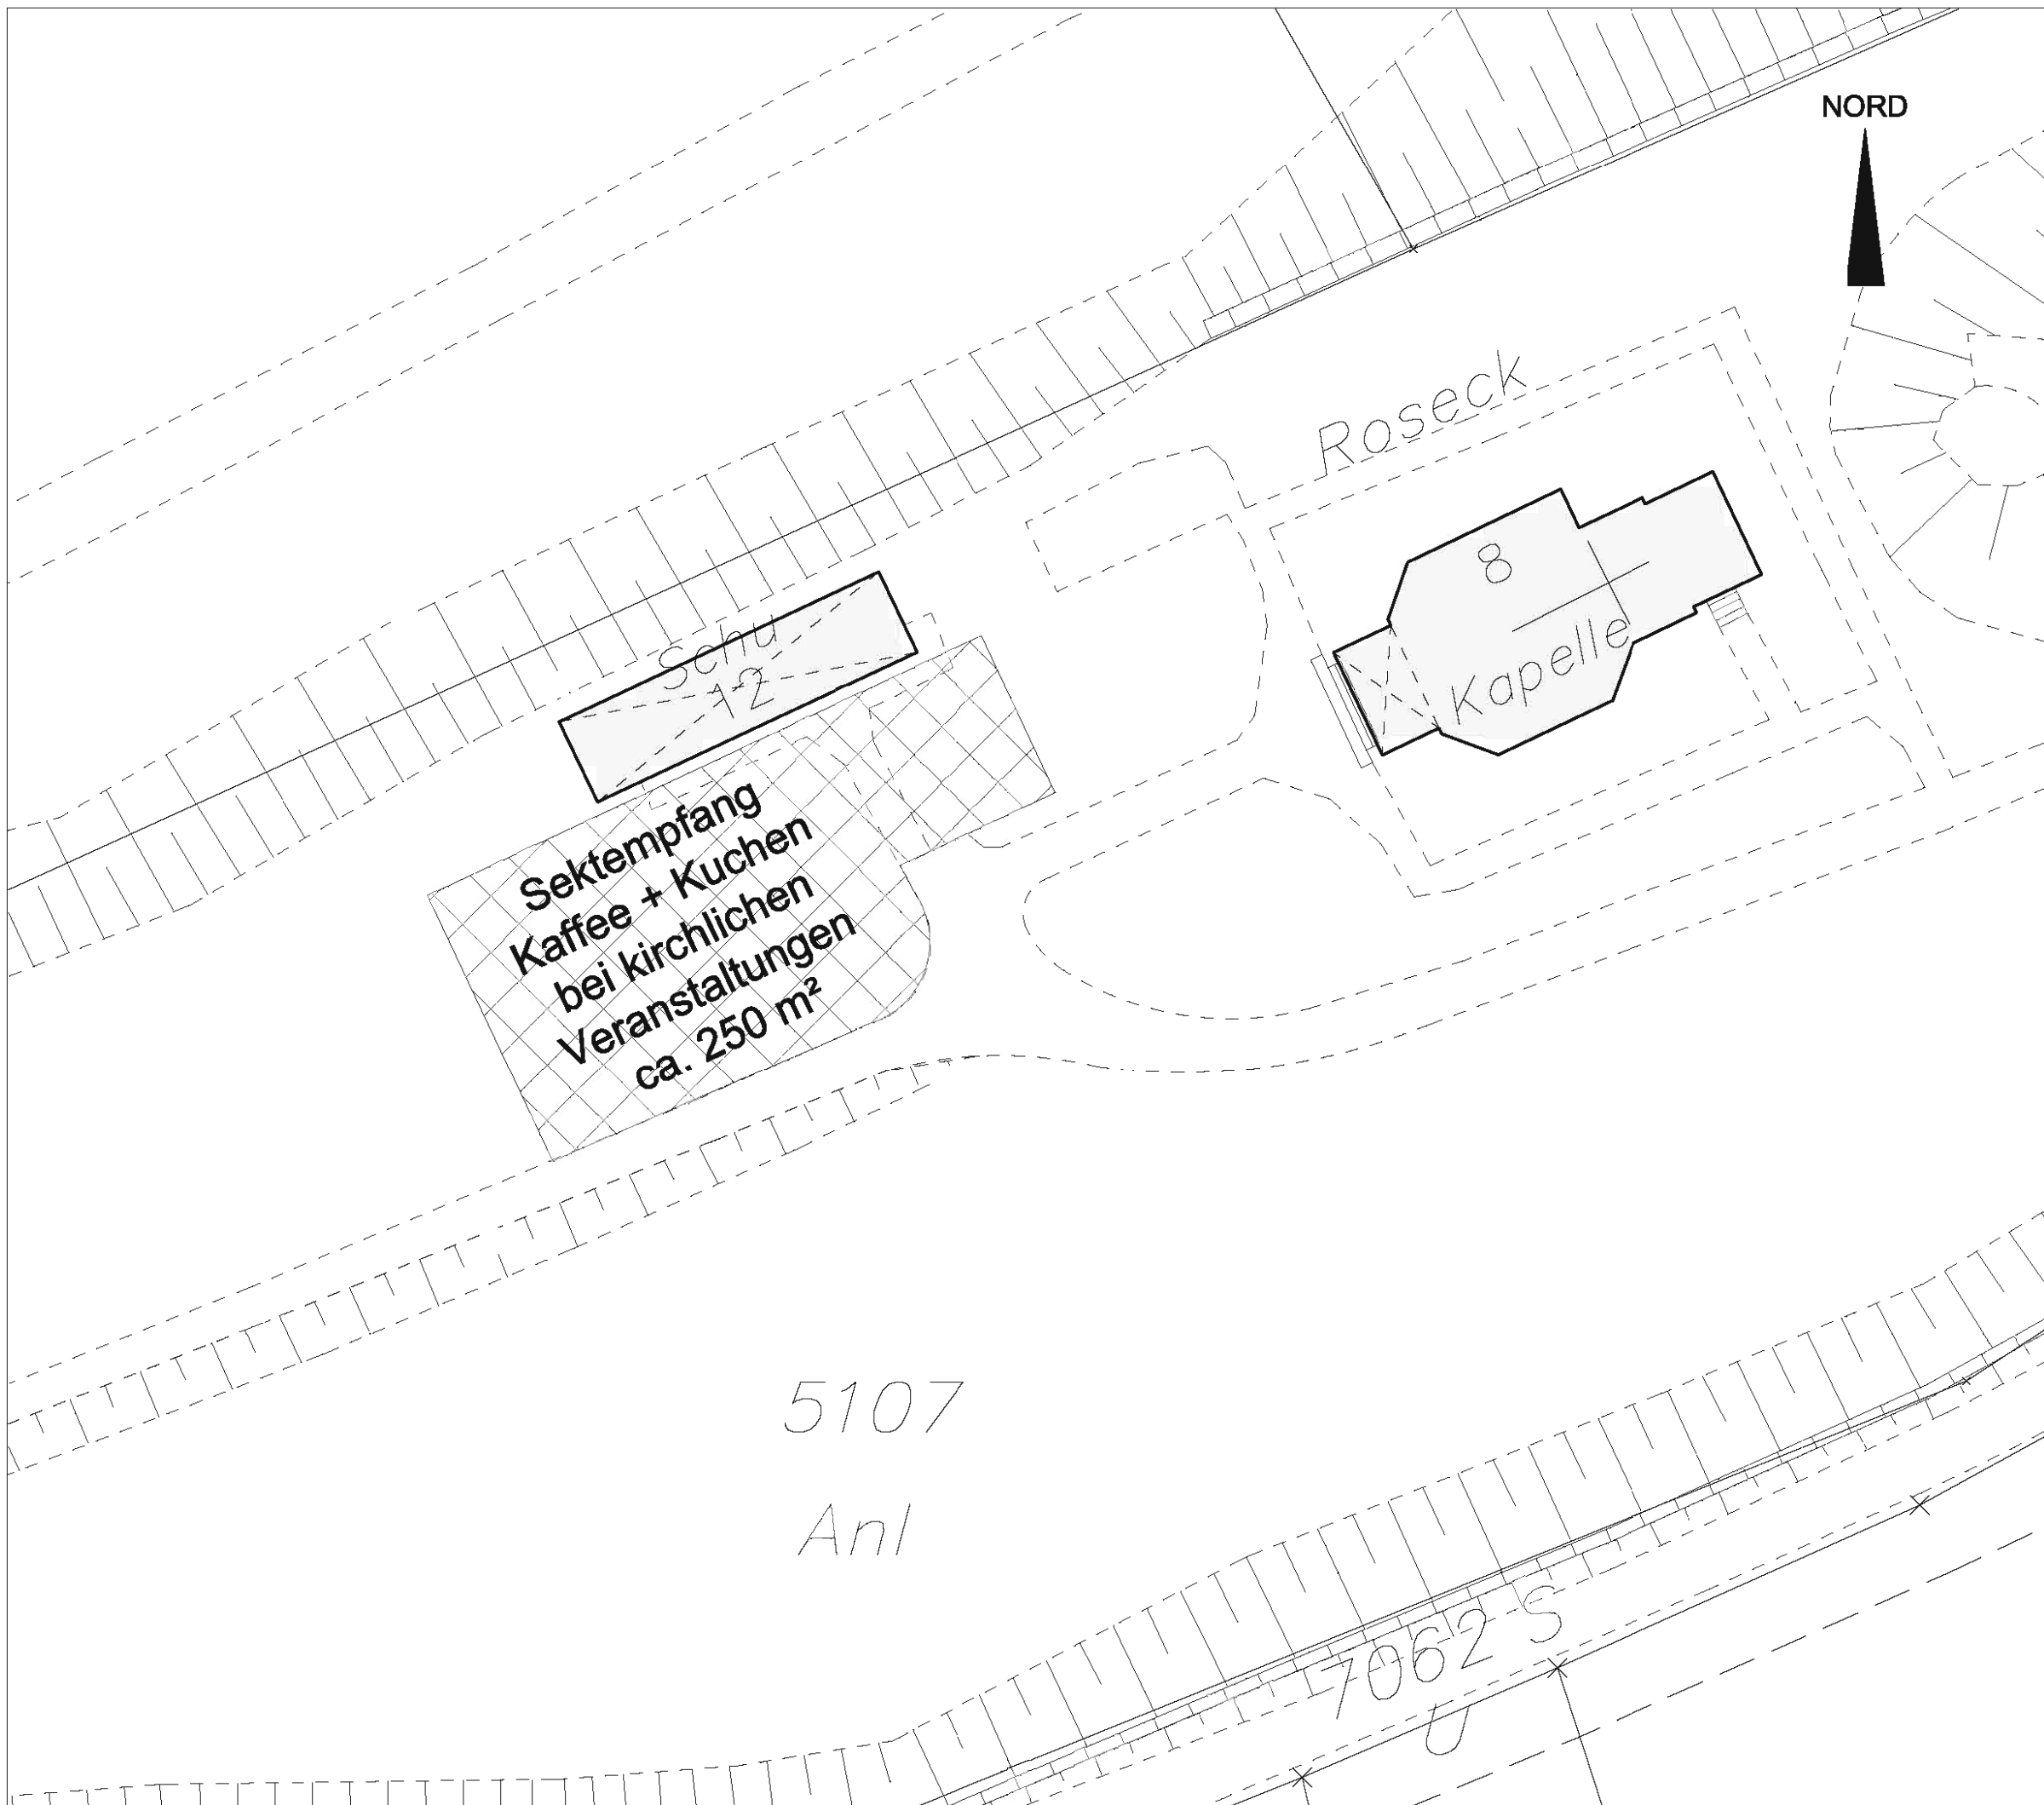 NORD
Roseck
8
Kapelle
Schu
12
Sektempfang
Kaffee + Kuchen
bei kirchlichen
Veranstaltungen
ca. 250 m²
5107
Anl
7062 S
U